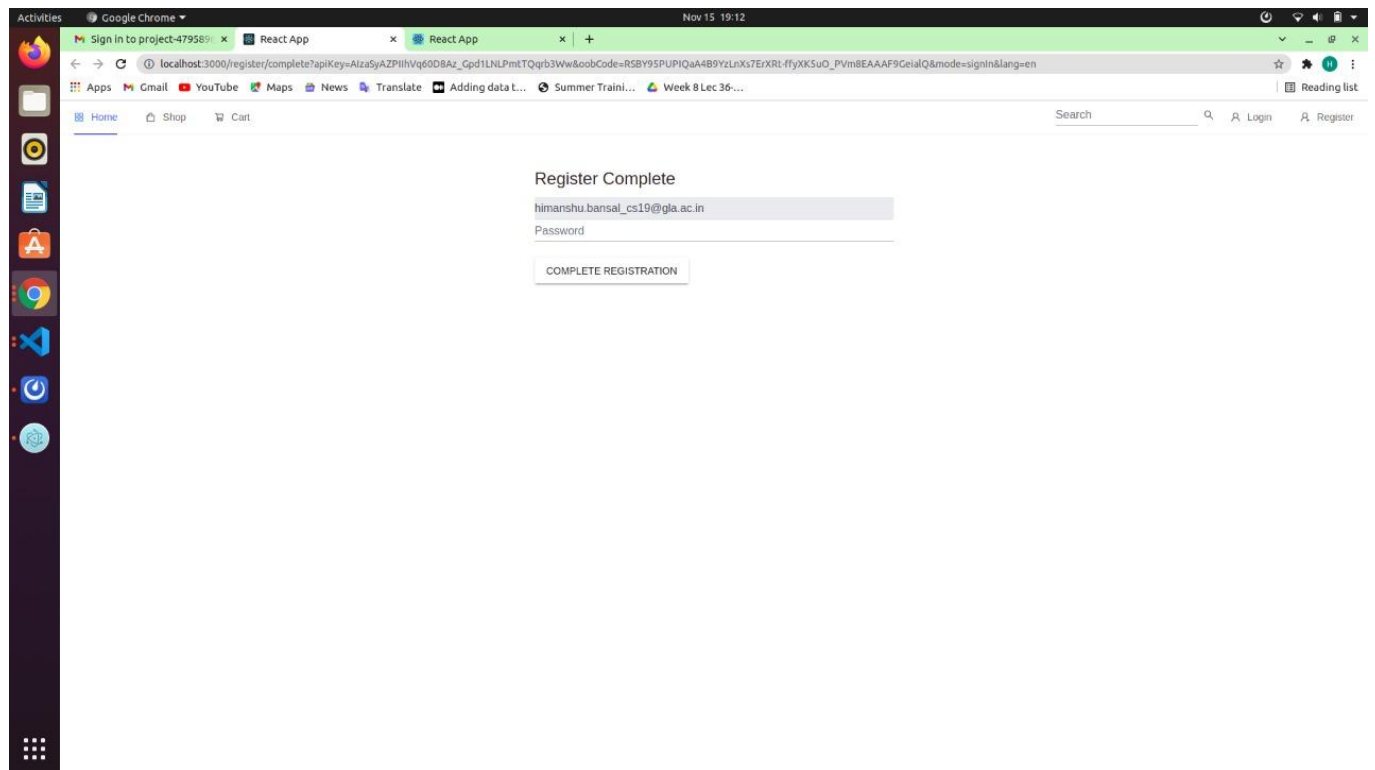 Activities Google Chrome Nov 15 19:12
Sign in to project-479589 React App React App
localhost:3000/register/complete?apiKey=AIzaSyAZPIIhVq60D8Az_Gpd1LNLPmtTQqrb3Ww&oobCode=RSBY95PUPIQaA4B9YzLnXs7ErXRt-ffyXK5uO_PVm8EAAAF9GeialQ&mode=signIn&lang=en
Apps Gmail YouTube Maps News Translate Adding data t... Summer Traini... Week 8 Lec 36-... Reading list
Home Shop Cart Search Login Register
Register Complete
himanshu.bansal_cs19@gla.ac.in
Password
COMPLETE REGISTRATION